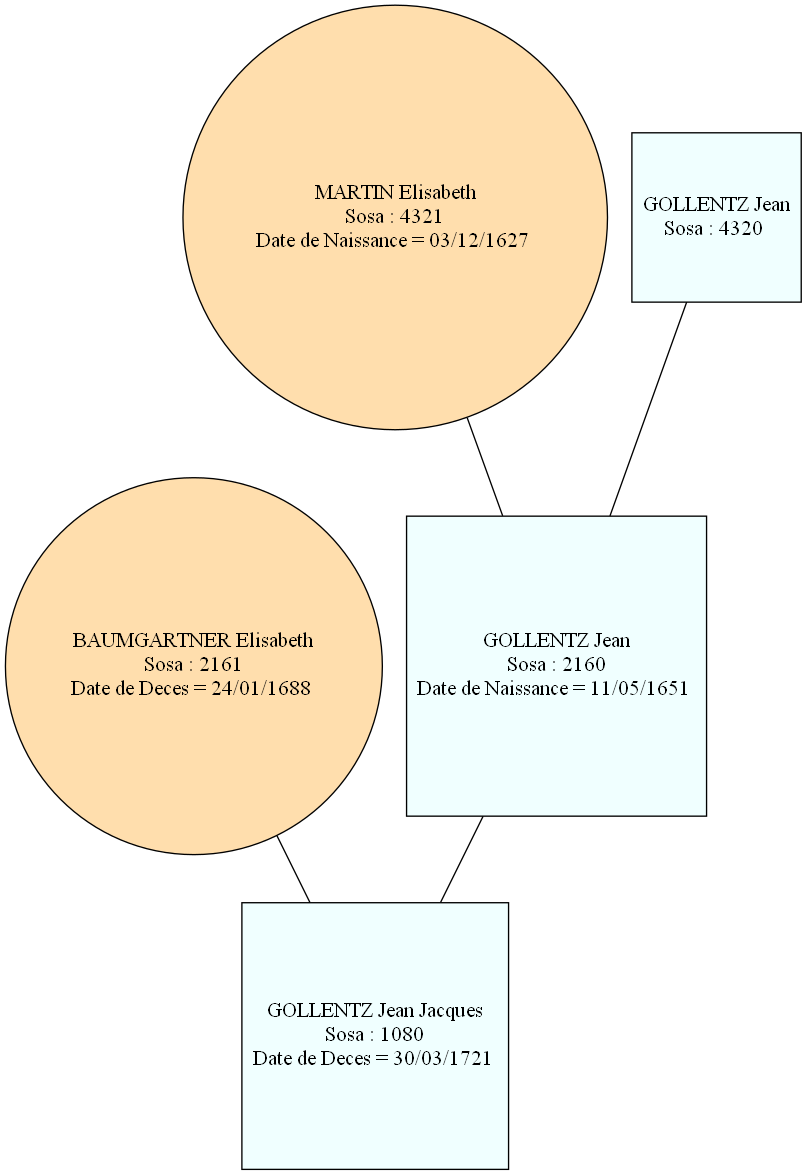 MARTIN Elisabeth
Sosa : 4321
Date de Naissance = 03/12/1627
GOLLENTZ Jean
Sosa : 4320
BAUMGARTNER Elisabeth
Sosa : 2161
Date de Deces = 24/01/1688
GOLLENTZ Jean
Sosa : 2160
Date de Naissance = 11/05/1651
GOLLENTZ Jean Jacques
Sosa : 1080
Date de Deces = 30/03/1721